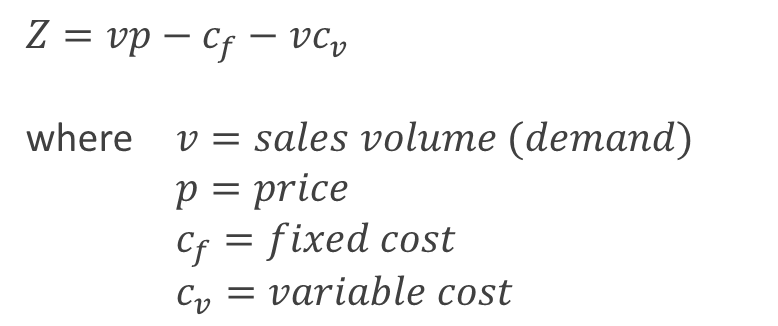 Z = vp − c_f − vc_v
where v = sales volume (demand)
p = price
c_f = fixed cost
c_v = variable cost